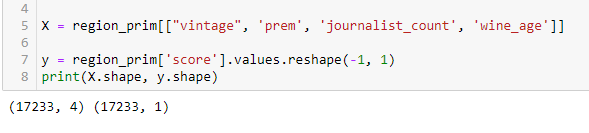 4
5 X = region_prim[["vintage", 'prem', 'journalist_count', 'wine_age']]
6
7 y = region_prim['score'].values.reshape(-1, 1)
8 print(X.shape, y.shape)
(17233, 4) (17233, 1)